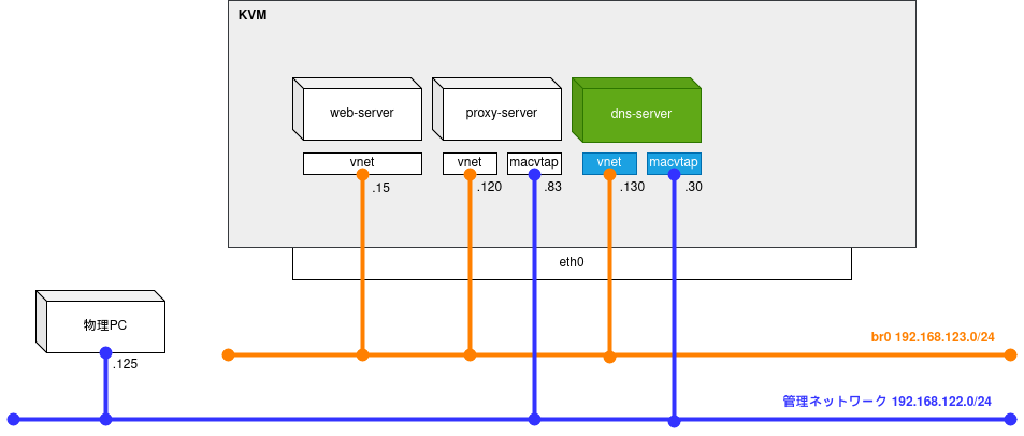 KVM
web-server
proxy-server
dns-server
vnet
vnet
macvtap
vnet
macvtap
.15
.120
.83
.130
.30
eth0
物理PC
.125
br0 192.168.123.0/24
管理ネットワーク 192.168.122.0/24